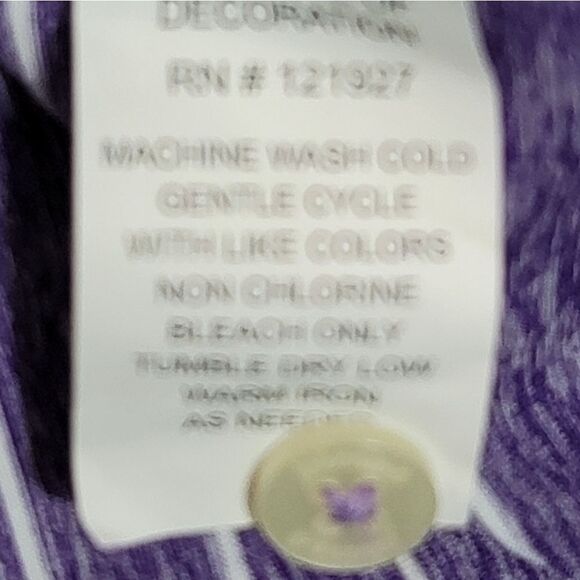 DECORATION
RN # 121927
MACHINE WASH COLD
GENTLE CYCLE
WITH LIKE COLORS
NON CHLORINE
BLEACH ONLY
TUMBLE DRY LOW
WARM IRON
AS NEEDED